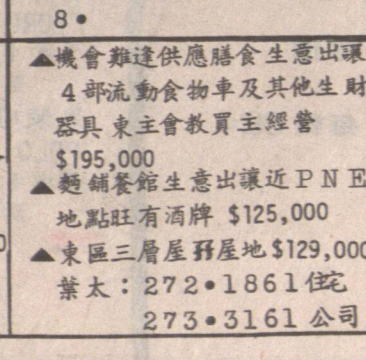 8•
▲機會難逢供應膳食生意出讓
4部流動食物車及其他生財
器具 東主會教買主經營
$195,000
▲麵鋪餐館生意出讓近PNE
地點旺有酒牌 $125,000
▲東區三層屋孖屋地$129,000
葉太：272•1861住宅
273•3161公司